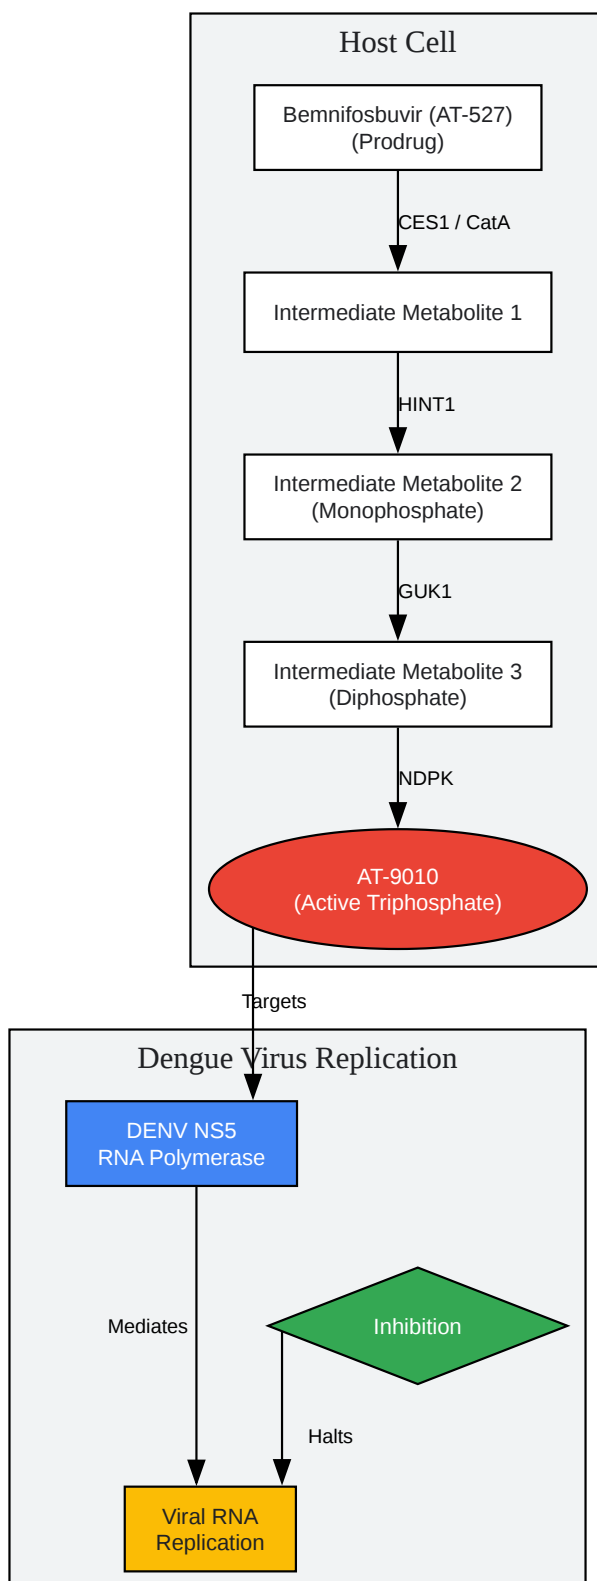 Host Cell
Bemnifosbuvir (AT-527)
(Prodrug)
CES1 / CatA
Intermediate Metabolite 1
HINT1
Intermediate Metabolite 2
(Monophosphate)
GUK1
Intermediate Metabolite 3
(Diphosphate)
NDPK
AT-9010
(Active Triphosphate)
Targets
Dengue Virus Replication
DENV NS5
RNA Polymerase
Mediates
Inhibition
Halts
Viral RNA
Replication